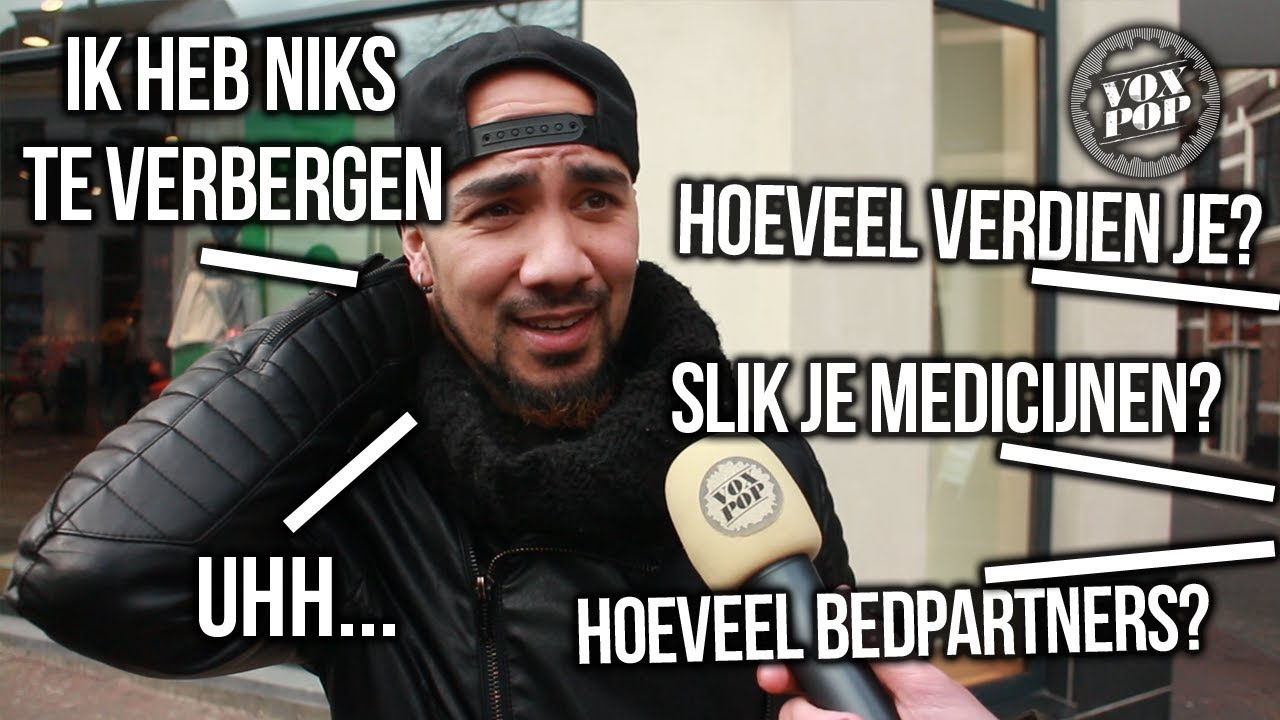 IK HEB NIKS
TE VERBERGEN
VOX
POP
HOEVEEL VERDIEN JE?
SLIK JE MEDICIJNEN?
VOX
POP
UHH...
HOEVEEL BEDPARTNERS?